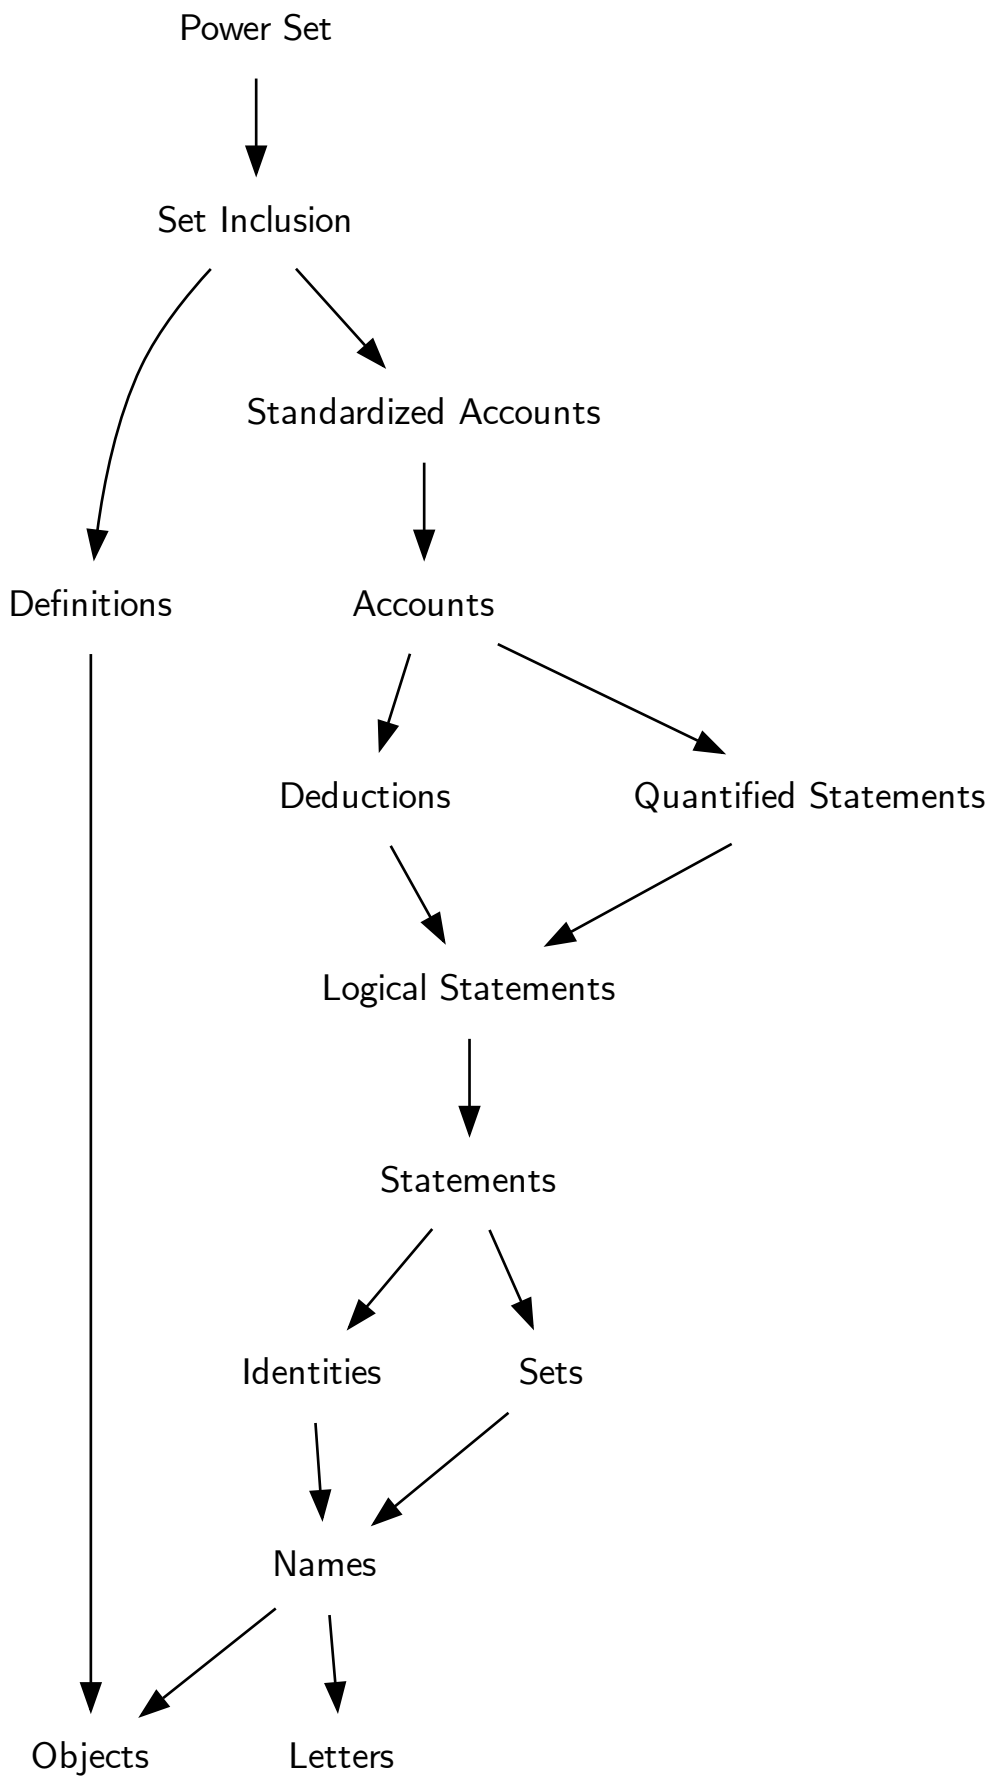 Power Set
Set Inclusion
Standardized Accounts
Definitions
Accounts
Deductions
Quantified Statements
Logical Statements
Statements
Identities
Sets
Names
Objects
Letters